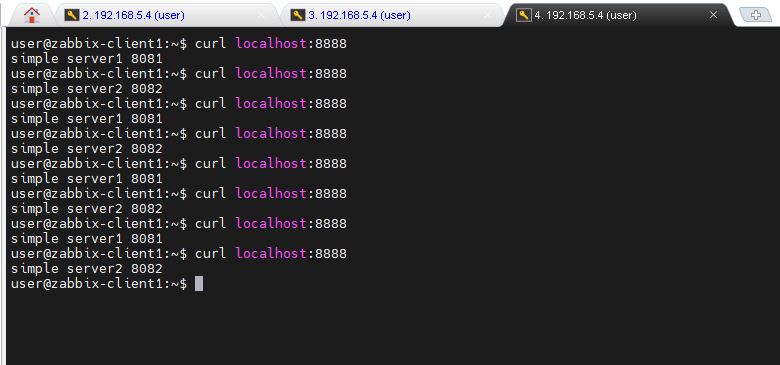 2. 192.168.5.4 (user)
3. 192.168.5.4 (user)
4. 192.168.5.4 (user)
user@zabbix-client1:~$ curl localhost:8888
simple server1 8081
user@zabbix-client1:~$ curl localhost:8888
simple server2 8082
user@zabbix-client1:~$ curl localhost:8888
simple server1 8081
user@zabbix-client1:~$ curl localhost:8888
simple server2 8082
user@zabbix-client1:~$ curl localhost:8888
simple server1 8081
user@zabbix-client1:~$ curl localhost:8888
simple server2 8082
user@zabbix-client1:~$ curl localhost:8888
simple server1 8081
user@zabbix-client1:~$ curl localhost:8888
simple server2 8082
user@zabbix-client1:~$